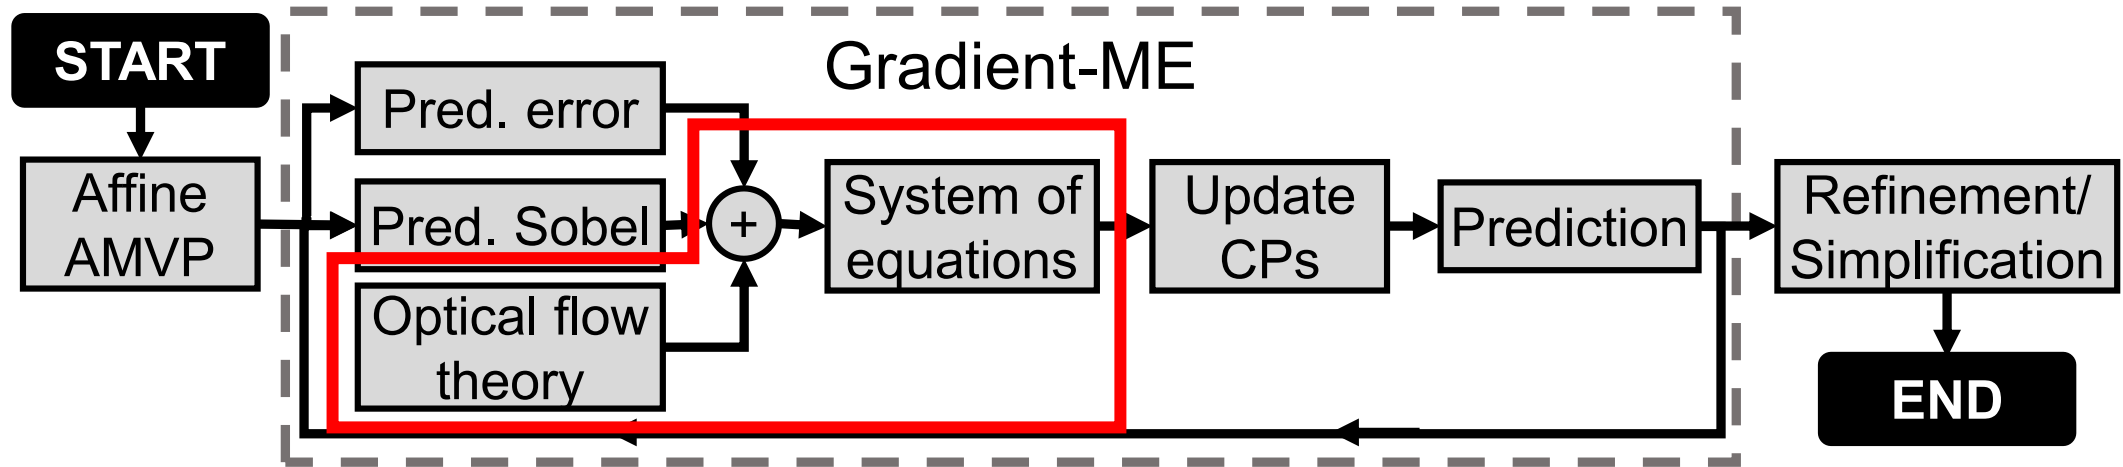 START
Gradient-ME
Pred. error
Affine
AMVP
Pred. Sobel
+
System of
equations
Update
CPs
Prediction
Refinement/
Simplification
Optical flow
theory
END